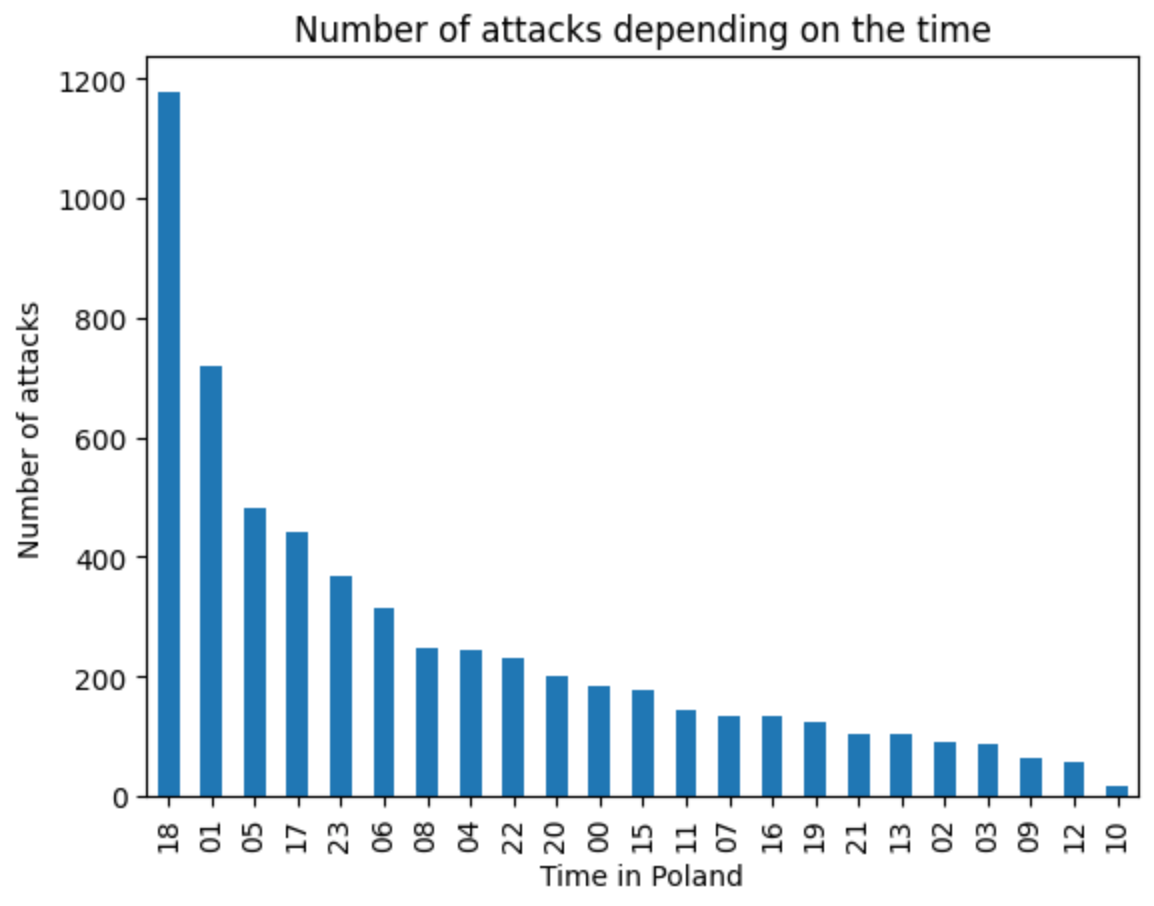 Number of attacks depending on the time
1200
1000
800
600
400
200
0
Number of attacks
18 01 05 17 23 06 08 04 22 20 00 15 11 07 16 19 21 13 02 03 09 12 10
Time in Poland